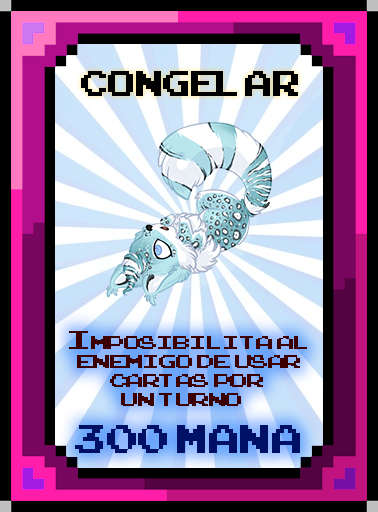 CONGELAR
IMPOSIBILITA AL
ENEMIGO DE USAR
CARTAS POR
UN TURNO
300 MANA